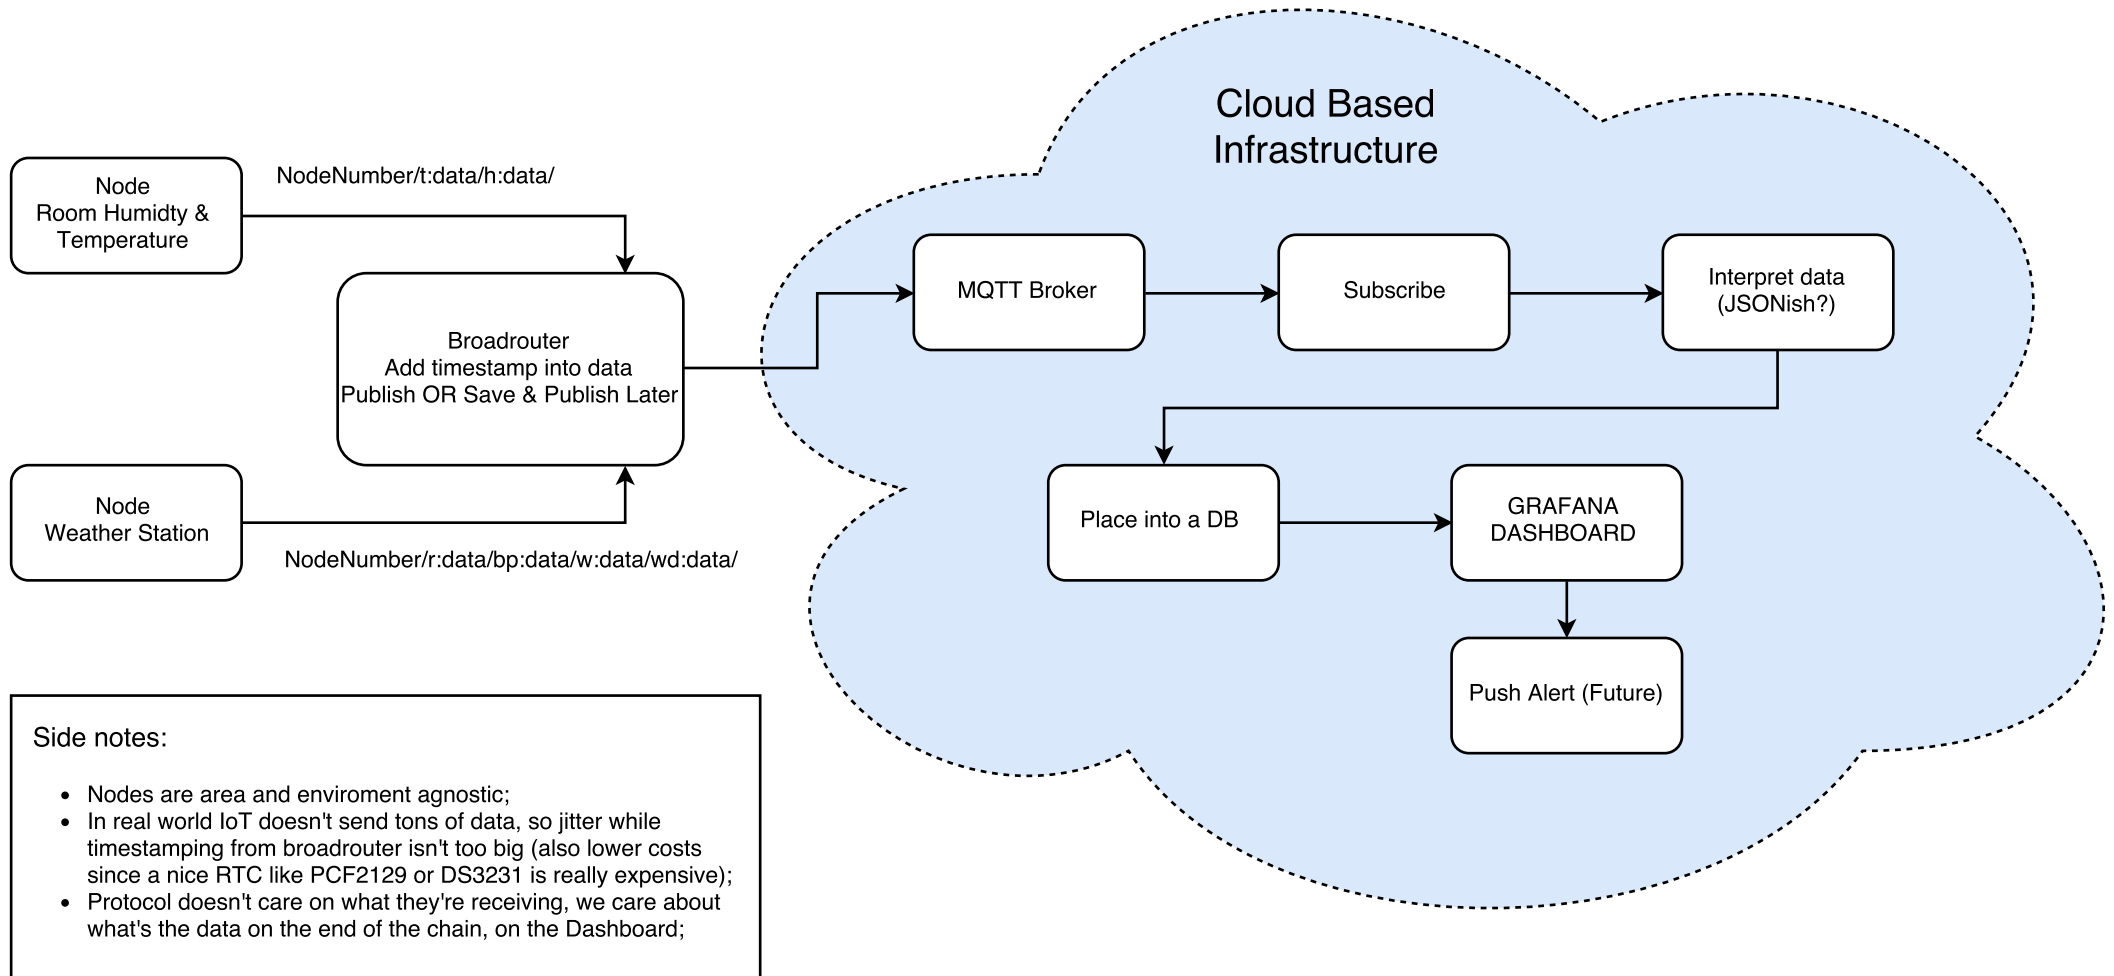 Cloud Based
Infrastructure
Node
Room Humidty &
Temperature
NodeNumber/t:data/h:data/
Broadrouter
Add timestamp into data
Publish OR Save & Publish Later
MQTT Broker
Subscribe
Interpret data
(JSONish?)
Node
Weather Station
NodeNumber/r:data/bp:data/w:data/wd:data/
Place into a DB
GRAFANA
DASHBOARD
Push Alert (Future)
Side notes:
• Nodes are area and enviroment agnostic;
• In real world IoT doesn't send tons of data, so jitter while
timestamping from broadrouter isn't too big (also lower costs
since a nice RTC like PCF2129 or DS3231 is really expensive);
• Protocol doesn't care on what they're receiving, we care about
what's the data on the end of the chain, on the Dashboard;